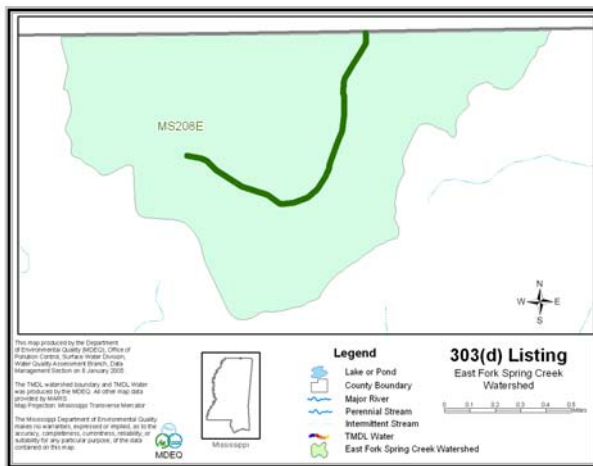 MS208E
N
W E
S
This map produced by the Department
of Environmental Quality (MDEQ), Office of
Pollution Control, Surface Water Division,
Water Quality Assessment Branch, Data
Management Section on 8 January 2005
The TMDL watershed boundary and TMDL Water
was produced by the MDEQ. All other map data
provided by MARIS.
Map Projection: Mississippi Transverse Mercator
The Mississippi Department of Environmental Quality
makes no warranties, expressed or implied, as to the
accuracy, completeness, currentness, reliability, or
suitability for any particular purpose, of the data
contained on this map.
MDEQ
Mississippi
Legend
Lake or Pond
County Boundary
Major River
Perennial Stream
Intermittent Stream
TMDL Water
East Fork Spring Creek Watershed
303(d) Listing
East Fork Spring Creek
Watershed
0 0.1 0.2 0.3 0.4 0.5
Miles